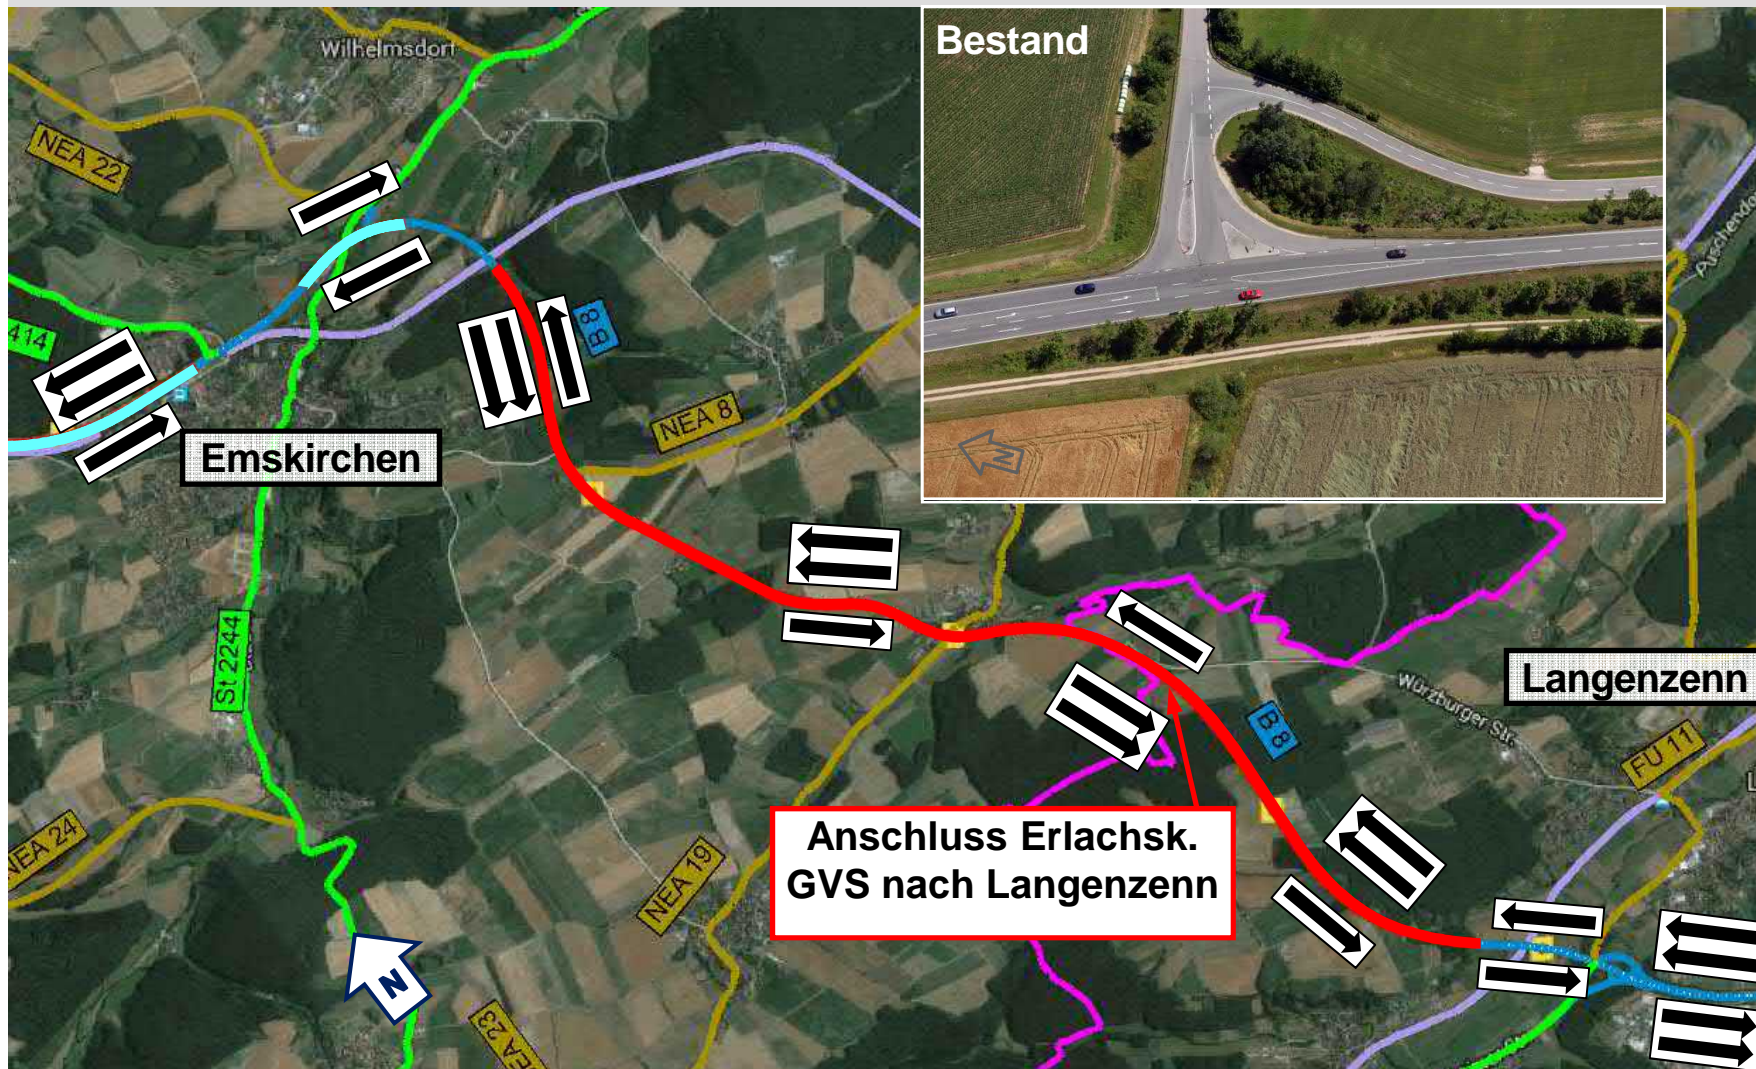 Wilhelmsdorf
Bestand
NEA 22
414
B 8
NEA 8
Emskirchen
St 2244
Langenzenn
Würzburger Str.
B 8
FU 11
Anschluss Erlachsk.
GVS nach Langenzenn
NEA 24
NEA 19
N
N
EA 23